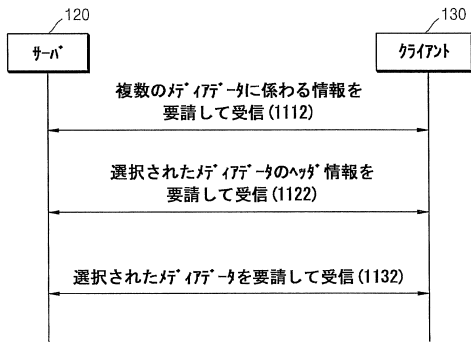 120
130
サーバ
クライアント
複数のメディアデータに係わる情報を
要請して受信(1112)
選択されたメディアデータのヘッダ情報を
要請して受信(1122)
選択されたメディアデータを要請して受信(1132)